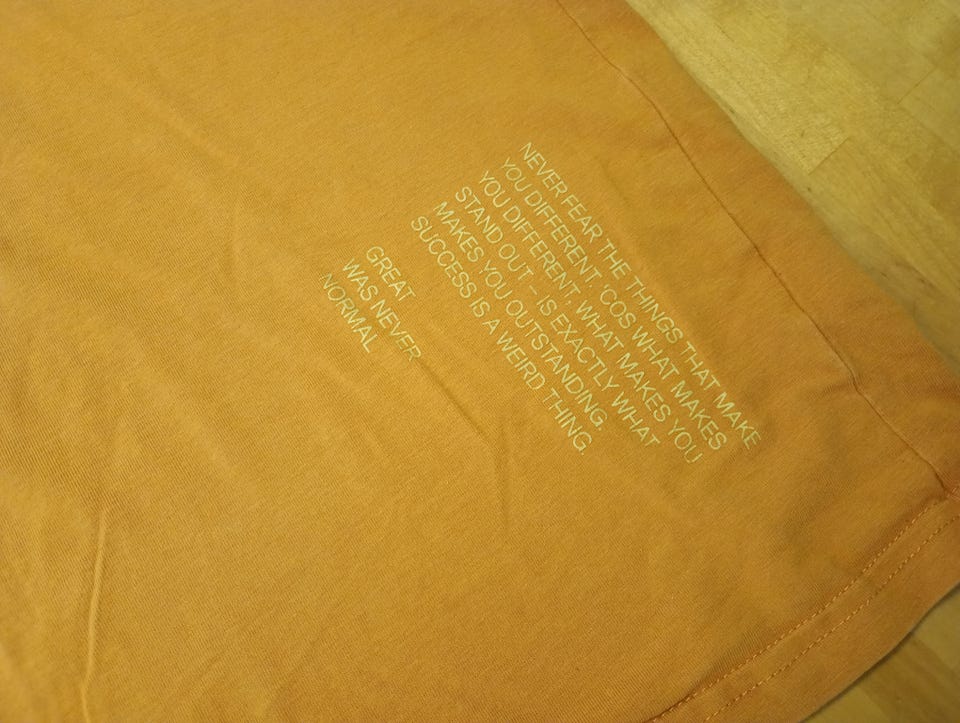 NEVER FEAR THE THINGS THAT MAKE
YOU DIFFERENT. 'COS WHAT MAKES
YOU DIFFERENT, WHAT MAKES YOU
STAND OUT – IS EXACTLY WHAT
MAKES YOU OUTSTANDING.
SUCCESS IS A WEIRD THING.
GREAT
WAS NEVER
NORMAL